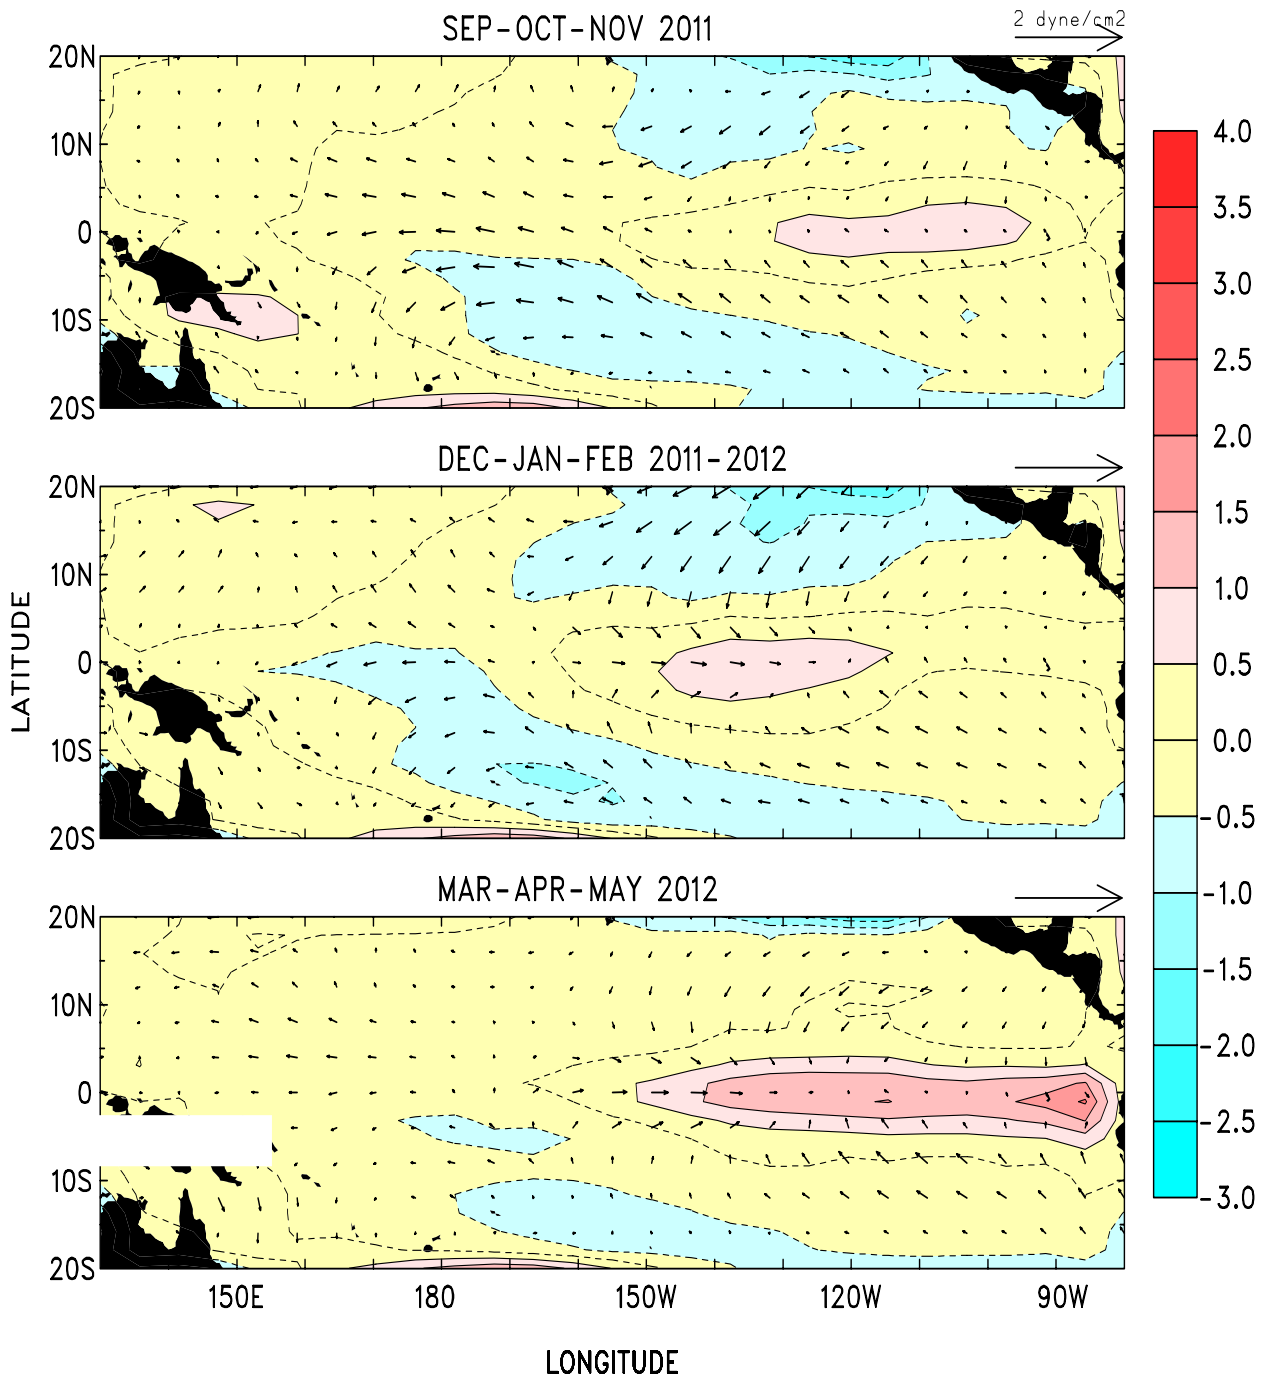 SEP-OCT-NOV 2011
2 dyne/cm2
20N
10N
0
10S
20S
DEC-JAN-FEB 2011-2012
20N
10N
0
10S
20S
MAR-APR-MAY 2012
20N
10N
0
10S
20S
150E 180 150W 120W 90W
LONGITUDE
LATITUDE
4.0
3.5
3.0
2.5
2.0
1.5
1.0
0.5
0.0
-0.5
-1.0
-1.5
-2.0
-2.5
-3.0